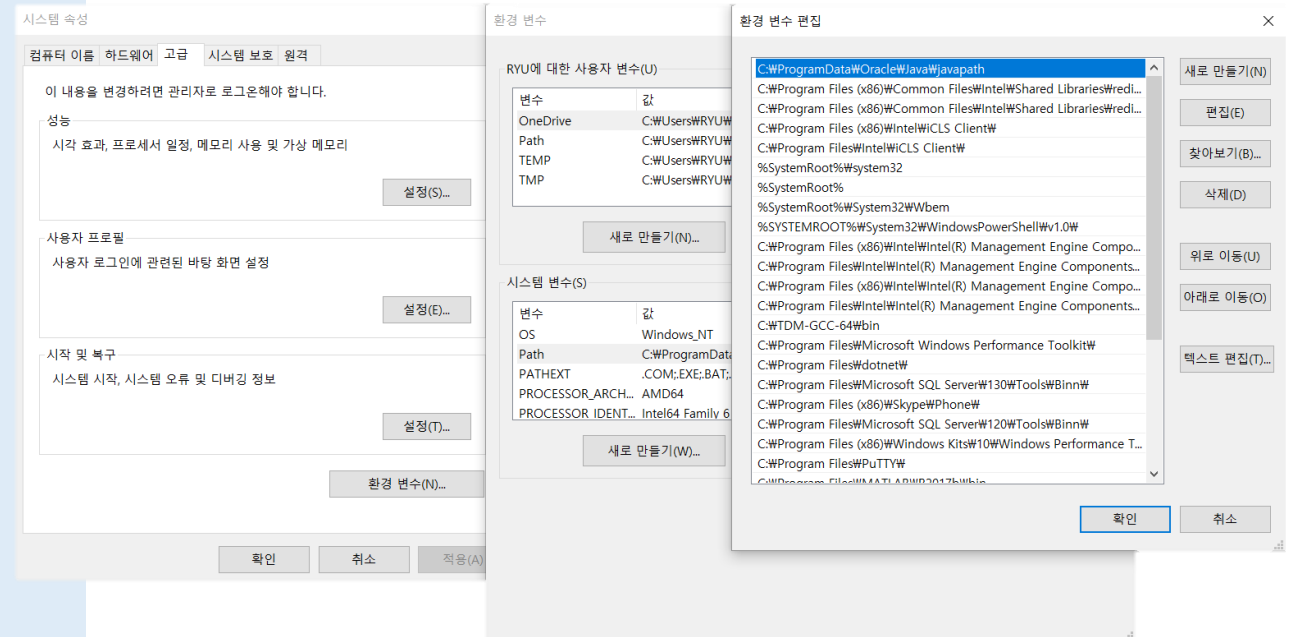 시스템 속성
컴퓨터 이름 하드웨어 고급 시스템 보호 원격
이 내용을 변경하려면 관리자로 로그온해야 합니다.
성능
시각 효과, 프로세서 일정, 메모리 사용 및 가상 메모리
설정(S)...
사용자 프로필
사용자 로그인에 관련된 바탕 화면 설정
설정(E)...
시작 및 복구
시스템 시작, 시스템 오류 및 디버깅 정보
설정(T)...
환경 변수(N)...
확인 취소 적용(A)
환경 변수
RYU에 대한 사용자 변수(U)
변수 값
OneDrive C:₩Users₩RYU₩
Path C:₩Users₩RYU₩
TEMP C:₩Users₩RYU₩
TMP C:₩Users₩RYU₩
새로 만들기(N)...
시스템 변수(S)
변수 값
OS Windows_NT
Path C:₩ProgramData
PATHEXT .COM;.EXE;.BAT;.
PROCESSOR_ARCH... AMD64
PROCESSOR IDENT... Intel64 Family 6
새로 만들기(W)...
환경 변수 편집
C:₩ProgramData₩Oracle₩Java₩javapath
C:₩Program Files (x86)₩Common Files₩Intel₩Shared Libraries₩redi...
C:₩Program Files (x86)₩Common Files₩Intel₩Shared Libraries₩redi...
C:₩Program Files (x86)₩Intel₩iCLS Client₩
C:₩Program Files₩Intel₩iCLS Client₩
%SystemRoot%₩system32
%SystemRoot%
%SystemRoot%₩System32₩Wbem
%SYSTEMROOT%₩System32₩WindowsPowerShell₩v1.0₩
C:₩Program Files (x86)₩Intel₩Intel(R) Management Engine Compo...
C:₩Program Files₩Intel₩Intel(R) Management Engine Components...
C:₩Program Files (x86)₩Intel₩Intel(R) Management Engine Compo...
C:₩Program Files₩Intel₩Intel(R) Management Engine Components...
C:₩TDM-GCC-64₩bin
C:₩Program Files₩Microsoft Windows Performance Toolkit₩
C:₩Program Files₩dotnet₩
C:₩Program Files₩Microsoft SQL Server₩130₩Tools₩Binn₩
C:₩Program Files (x86)₩Skype₩Phone₩
C:₩Program Files₩Microsoft SQL Server₩120₩Tools₩Binn₩
C:₩Program Files (x86)₩Windows Kits₩10₩Windows Performance T...
C:₩Program Files₩PuTTY₩
C:₩Program Files₩MATLAB₩R2017b₩bin
새로 만들기(N)
편집(E)
찾아보기(B)...
삭제(D)
위로 이동(U)
아래로 이동(O)
텍스트 편집(T)...
확인 취소